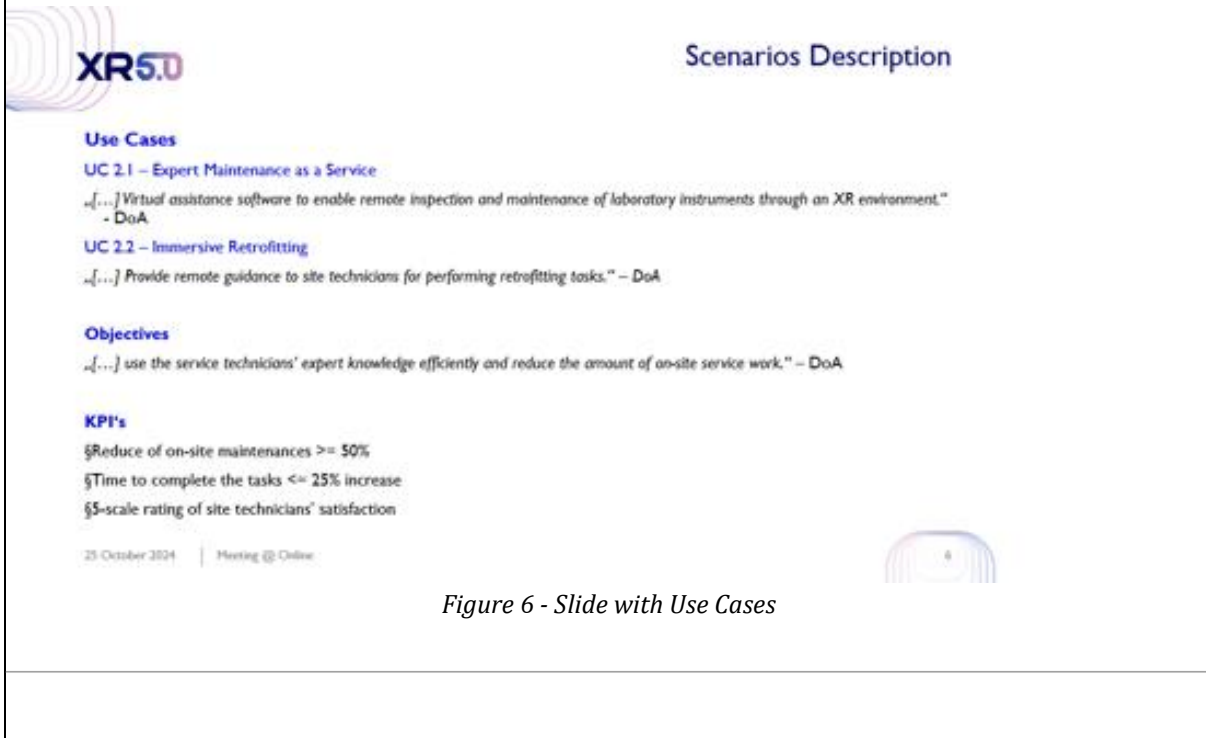 XR5.0
Scenarios Description
Use Cases
UC 2.1 – Expert Maintenance as a Service
„[…] Virtual assistance software to enable remote inspection and maintenance of laboratory instruments through an XR environment."
- DoA
UC 2.2 – Immersive Retrofitting
„[…] Provide remote guidance to site technicians for performing retrofitting tasks." – DoA
Objectives
„[…] use the service technicians' expert knowledge efficiently and reduce the amount of on-site service work." – DoA
KPI's
§Reduce of on-site maintenances >= 50%
§Time to complete the tasks <= 25% increase
§5-scale rating of site technicians' satisfaction
25 October 2024 | Meeting @ Online
6
Figure 6 - Slide with Use Cases